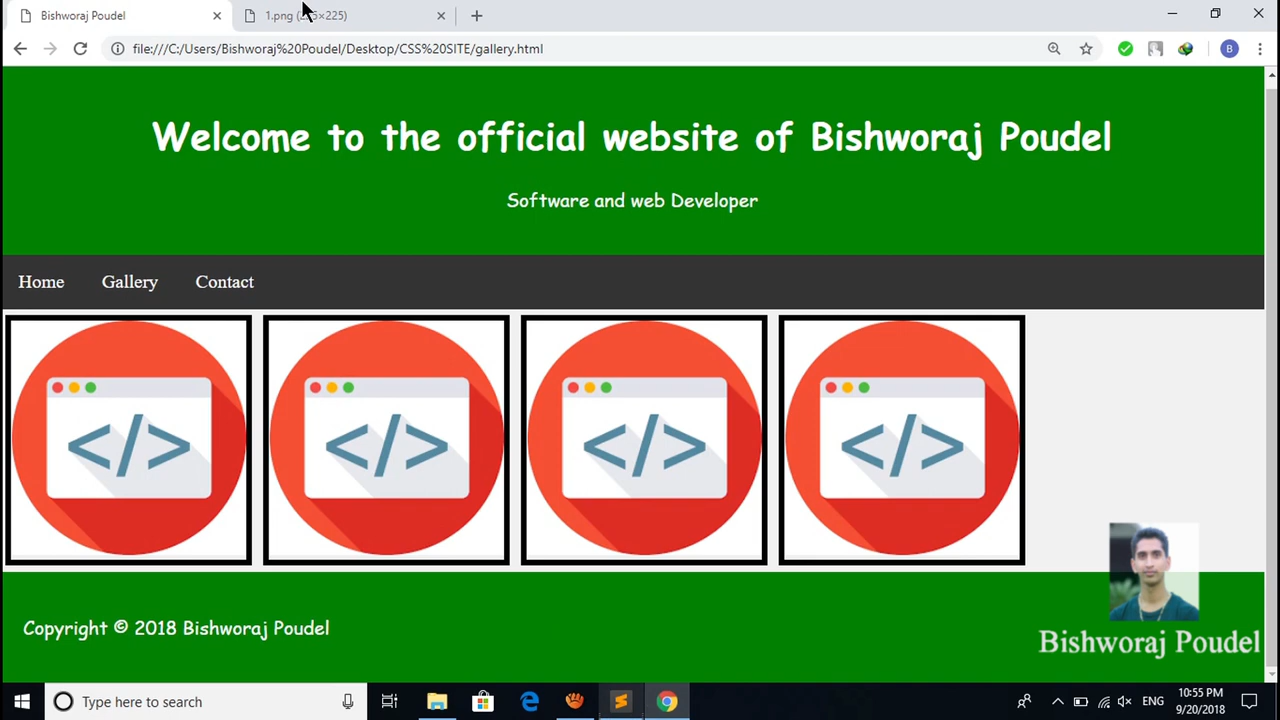 Bishworaj Poudel
1.png (225×225)
file:///C:/Users/Bishworaj%20Poudel/Desktop/CSS%20SITE/gallery.html
B
Welcome to the official website of Bishworaj Poudel
Software and web Developer
Home Gallery Contact
</> </> </> </>
Copyright © 2018 Bishworaj Poudel
Bishworaj Poudel
Type here to search
ENG
10:55 PM
9/20/2018